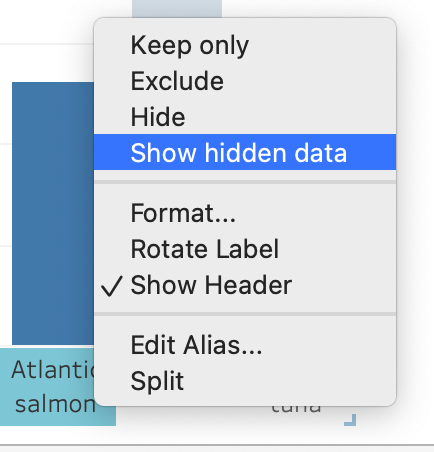 Keep only
Exclude
Hide
Show hidden data
Format...
Rotate Label
Show Header
Edit Alias...
Split
Atlantic
salmon
tuna